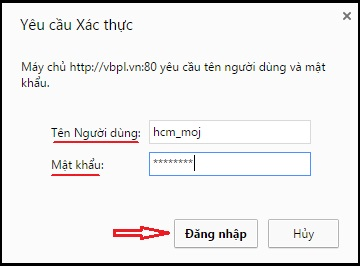 Yêu cầu Xác thực
Máy chủ http://vbpl.vn:80 yêu cầu tên người dùng và mật
khẩu.
Tên Người dùng: hcm_moj
Mật khẩu: ********
Đăng nhập Hủy